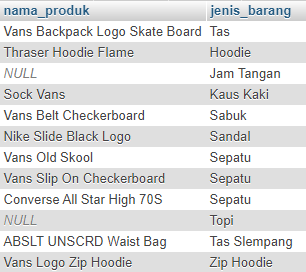 nama_produk jenis_barang
Vans Backpack Logo Skate Board Tas
Thraser Hoodie Flame Hoodie
NULL Jam Tangan
Sock Vans Kaus Kaki
Vans Belt Checkerboard Sabuk
Nike Slide Black Logo Sandal
Vans Old Skool Sepatu
Vans Slip On Checkerboard Sepatu
Converse All Star High 70S Sepatu
NULL Topi
ABSLT UNSCRD Waist Bag Tas Slempang
Vans Logo Zip Hoodie Zip Hoodie